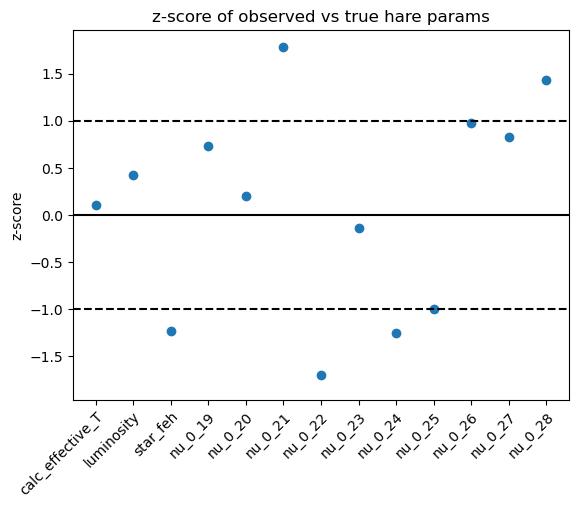 z-score of observed vs true hare params
z-score
1.5
1.0
0.5
0.0
−0.5
−1.0
−1.5
calc_effective_T
luminosity
star_feh
nu_0_19
nu_0_20
nu_0_21
nu_0_22
nu_0_23
nu_0_24
nu_0_25
nu_0_26
nu_0_27
nu_0_28